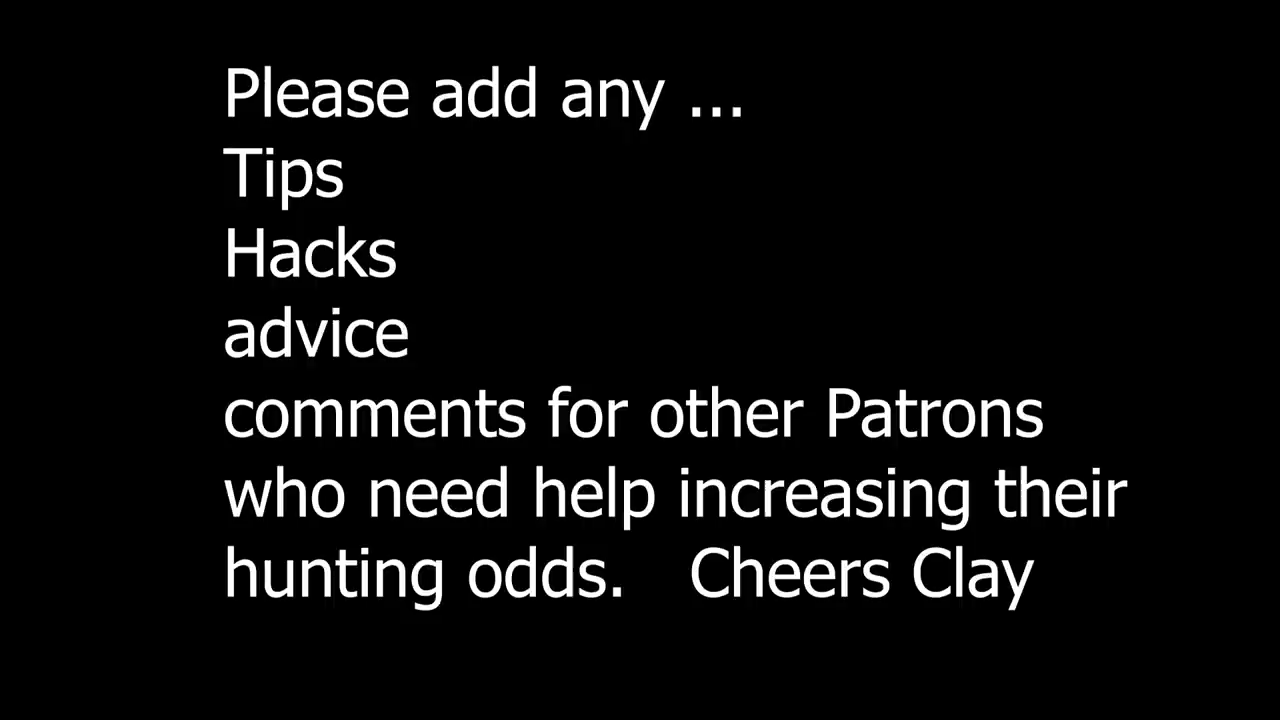 Please add any ...
Tips
Hacks
advice
comments for other Patrons
who need help increasing their
hunting odds.   Cheers Clay